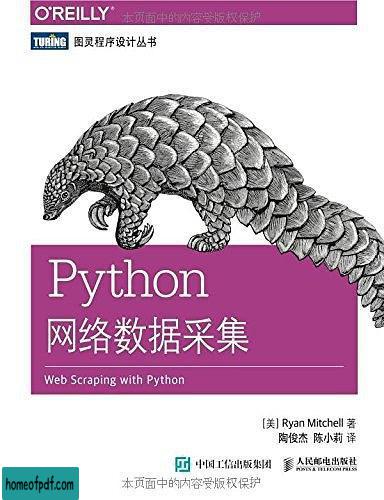 O'REILLY®
本页面中的内容受版权保护
TURING 图灵程序设计丛书
Python
网络数据采集
Web Scraping with Python
[美] Ryan Mitchell 著
陶俊杰 陈小莉 译
中国工信出版集团
人民邮电出版社
POSTS & TELECOM PRESS
本页面中的内容受版权保护
homeofpdf.com